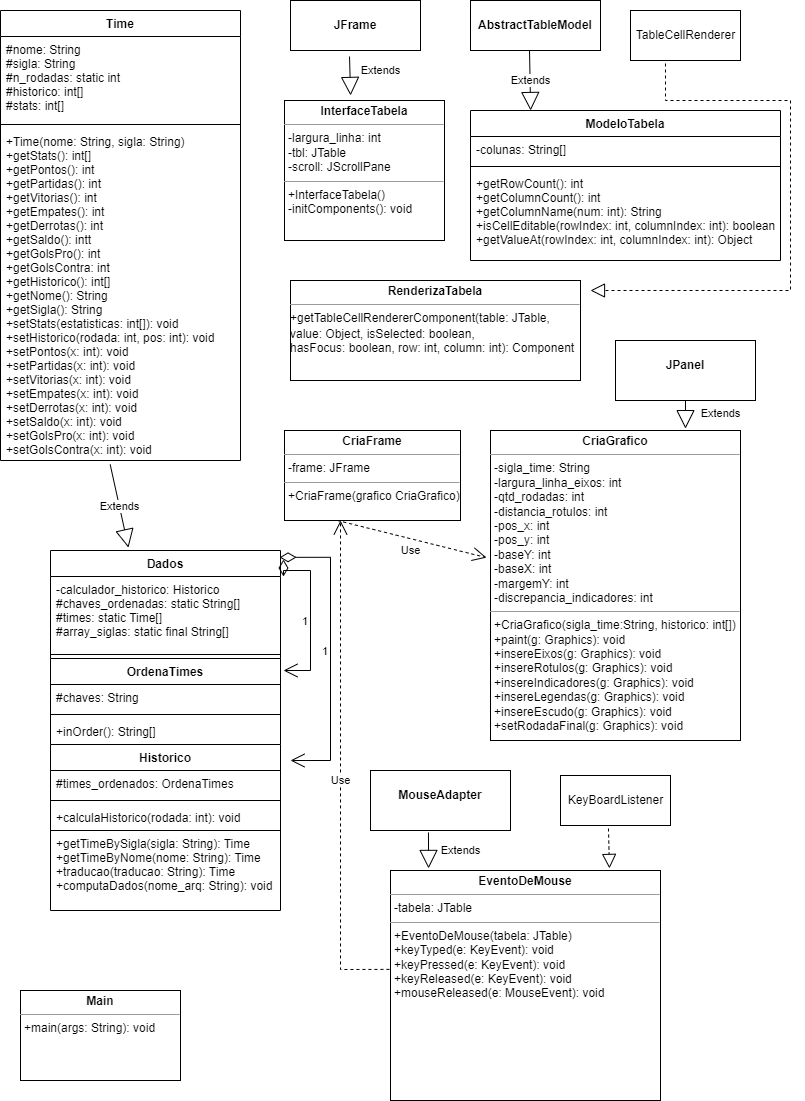 Time
#nome: String
#sigla: String
#n_rodadas: static int
#historico: int[]
#stats: int[]
+Time(nome: String, sigla: String)
+getStats(): int[]
+getPontos(): int
+getPartidas(): int
+getVitorias(): int
+getEmpates(): int
+getDerrotas(): int
+getSaldo(): intt
+getGolsPro(): int
+getGolsContra: int
+getHistorico(): int[]
+getNome(): String
+getSigla(): String
+setStats(estatisticas: int[]): void
+setHistorico(rodada: int, pos: int): void
+setPontos(x: int): void
+setPartidas(x: int): void
+setVitorias(x: int): void
+setEmpates(x: int): void
+setDerrotas(x: int): void
+setSaldo(x: int): void
+setGolsPro(x: int): void
+setGolsContra(x: int): void
JFrame
Extends
InterfaceTabela
-largura_linha: int
-tbl: JTable
-scroll: JScrollPane
+InterfaceTabela()
-initComponents(): void
AbstractTableModel
Extends
TableCellRenderer
ModeloTabela
-colunas: String[]
+getRowCount(): int
+getColumnCount(): int
+getColumnName(num: int): String
+isCellEditable(rowIndex: int, columnIndex: int): boolean
+getValueAt(rowIndex: int, columnIndex: int): Object
RenderizaTabela
+getTableCellRendererComponent(table: JTable,
value: Object, isSelected: boolean,
hasFocus: boolean, row: int, column: int): Component
JPanel
Extends
CriaFrame
-frame: JFrame
+CriaFrame(grafico CriaGrafico)
Use
CriaGrafico
-sigla_time: String
-largura_linha_eixos: int
-qtd_rodadas: int
-distancia_rotulos: int
-pos_x: int
-pos_y: int
-baseY: int
-baseX: int
-margemY: int
-discrepancia_indicadores: int
+CriaGrafico(sigla_time:String, historico: int[])
+paint(g: Graphics): void
+insereEixos(g: Graphics): void
+insereRotulos(g: Graphics): void
+insereIndicadores(g: Graphics): void
+insereLegendas(g: Graphics): void
+insereEscudo(g: Graphics): void
+setRodadaFinal(g: Graphics): void
Extends
Dados
-calculador_historico: Historico
#chaves_ordenadas: static String[]
#times: static Time[]
#array_siglas: static final String[]
1
1
OrdenaTimes
#chaves: String
+inOrder(): String[]
Historico
#times_ordenados: OrdenaTimes
+calculaHistorico(rodada: int): void
+getTimeBySigla(sigla: String): Time
+getTimeByNome(nome: String): Time
+traducao(traducao: String): Time
+computaDados(nome_arq: String): void
Use
MouseAdapter
Extends
KeyBoardListener
EventoDeMouse
-tabela: JTable
+EventoDeMouse(tabela: JTable)
+keyTyped(e: KeyEvent): void
+keyPressed(e: KeyEvent): void
+keyReleased(e: KeyEvent): void
+mouseReleased(e: MouseEvent): void
Main
+main(args: String): void